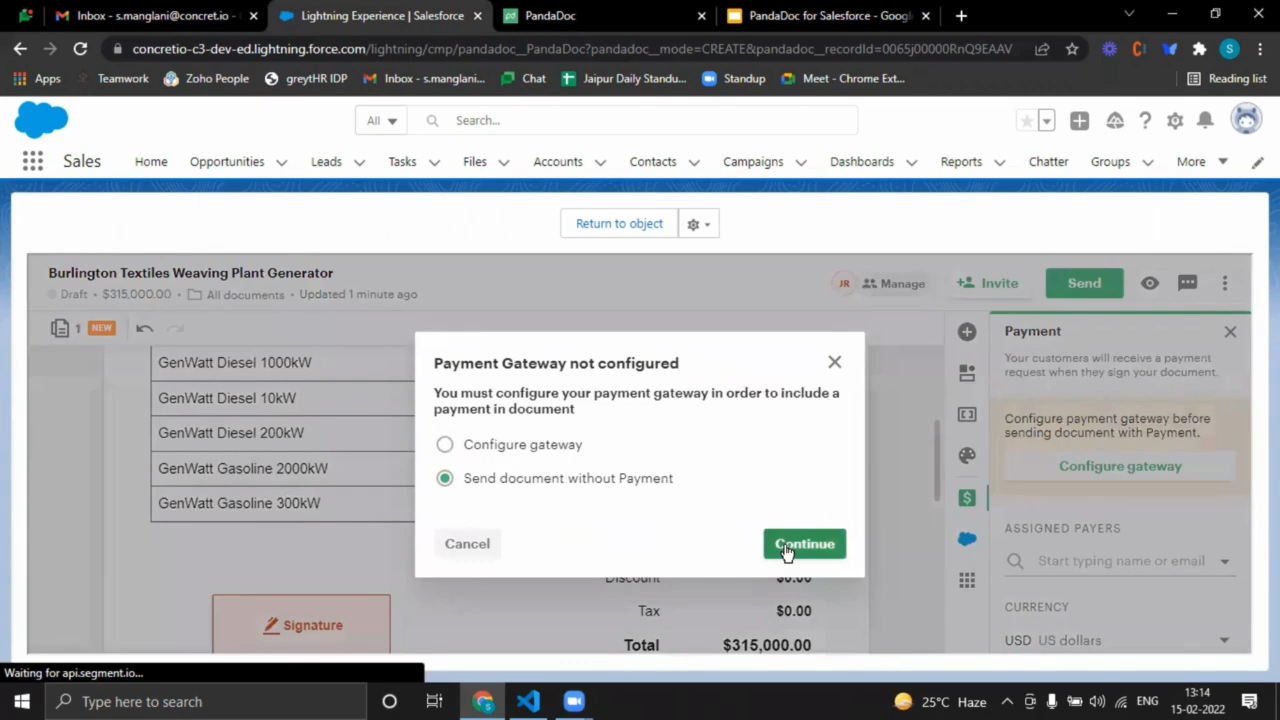 Inbox - s.manglani@concret.io -
Lightning Experience | Salesforce
PandaDoc
PandaDoc for Salesforce - Googl
concretio-c3-dev-ed.lightning.force.com/lightning/cmp/pandadoc__PandaDoc?pandadoc__mode=CREATE&pandadoc__recordId=0065j00000RnQ9EAAV
S
Apps
Teamwork
Zoho People
greytHR IDP
Inbox - s.manglani...
Chat
Jaipur Daily Standu...
Standup
Meet - Chrome Ext...
Reading list
All
Search...
Sales
Home
Opportunities
Leads
Tasks
Files
Accounts
Contacts
Campaigns
Dashboards
Reports
Chatter
Groups
More
Return to object
Burlington Textiles Weaving Plant Generator
Draft • $315,000.00 • All documents • Updated 1 minute ago
JR
Manage
Invite
Send
1
NEW
GenWatt Diesel 1000kW
GenWatt Diesel 10kW
GenWatt Diesel 200kW
GenWatt Gasoline 2000kW
GenWatt Gasoline 300kW
Payment Gateway not configured
You must configure your payment gateway in order to include a
payment in document
Configure gateway
Send document without Payment
Cancel
Continue
Discount
$0.00
Tax
$0.00
Total
$315,000.00
Signature
Payment
Your customers will receive a payment
request when they sign your document.
Configure payment gateway before
sending document with Payment.
Configure gateway
ASSIGNED PAYERS
Start typing name or email
CURRENCY
USD US dollars
Waiting for api.segment.io...
Type here to search
25°C Haze
ENG
13:14
15-02-2022